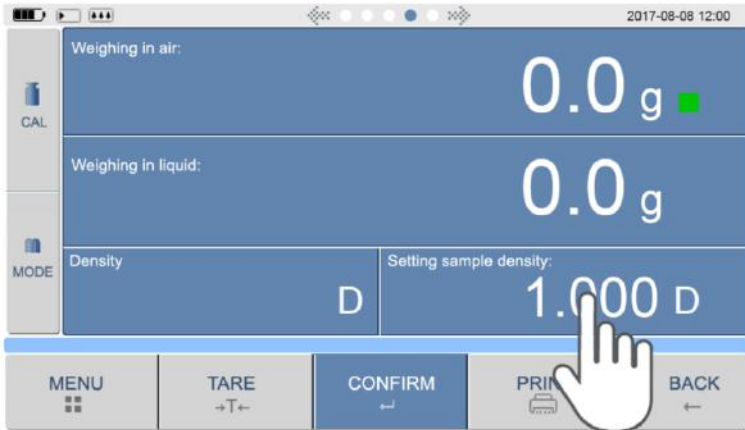 2017-08-08 12:00
CAL
Weighing in air:
0.0 g
Weighing in liquid:
0.0 g
MODE
Density
D
Setting sample density:
1.000 D
MENU
TARE
→T←
CONFIRM
BACK